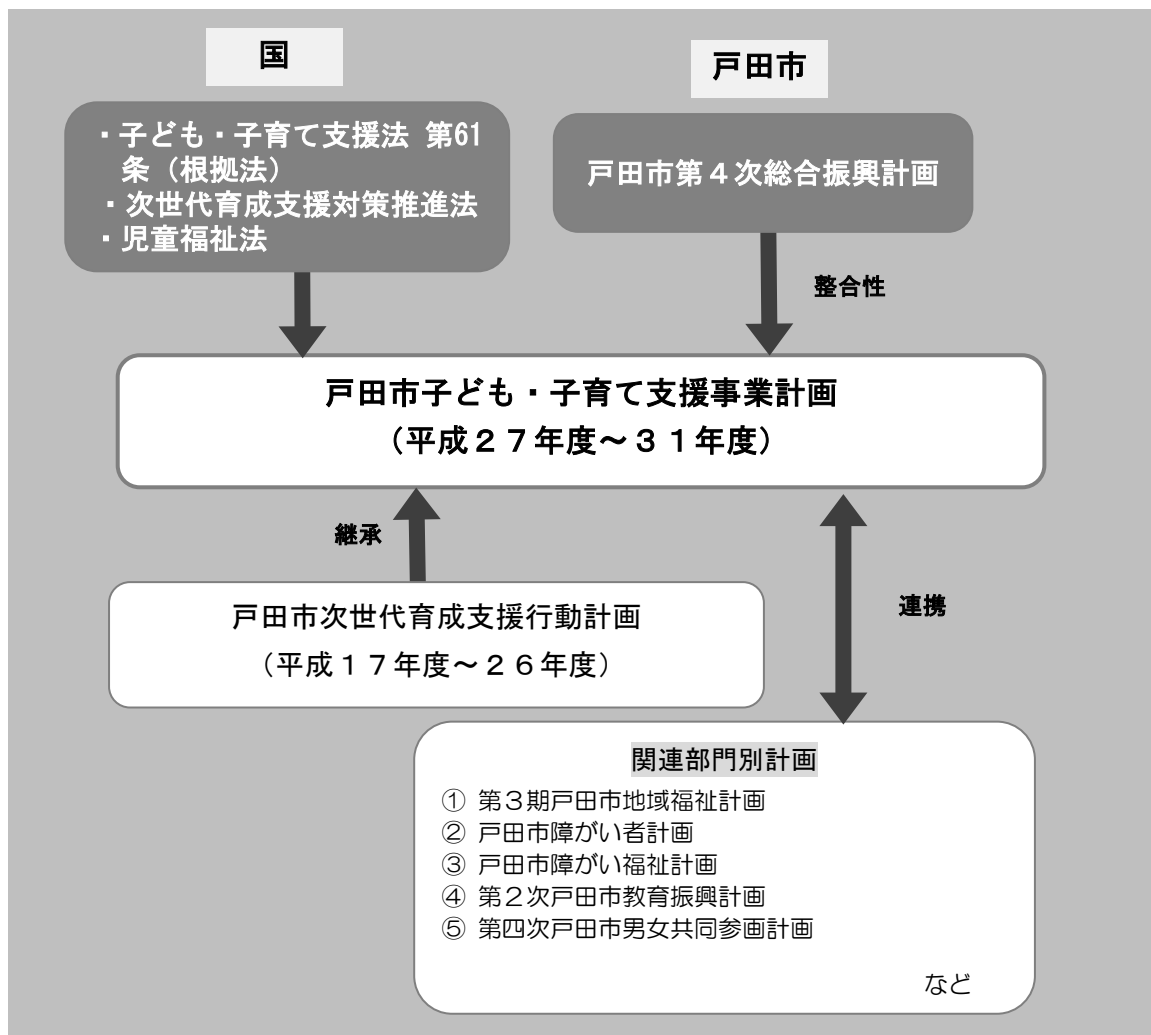 国
戸田市
・子ども・子育て支援法 第61
条（根拠法）
・次世代育成支援対策推進法
・児童福祉法
戸田市第４次総合振興計画
整合性
戸田市子ども・子育て支援事業計画
（平成２７年度～３１年度）
継承
戸田市次世代育成支援行動計画
（平成１７年度～２６年度）
連携
関連部門別計画
① 第３期戸田市地域福祉計画
② 戸田市障がい者計画
③ 戸田市障がい福祉計画
④ 第２次戸田市教育振興計画
⑤ 第四次戸田市男女共同参画計画
など